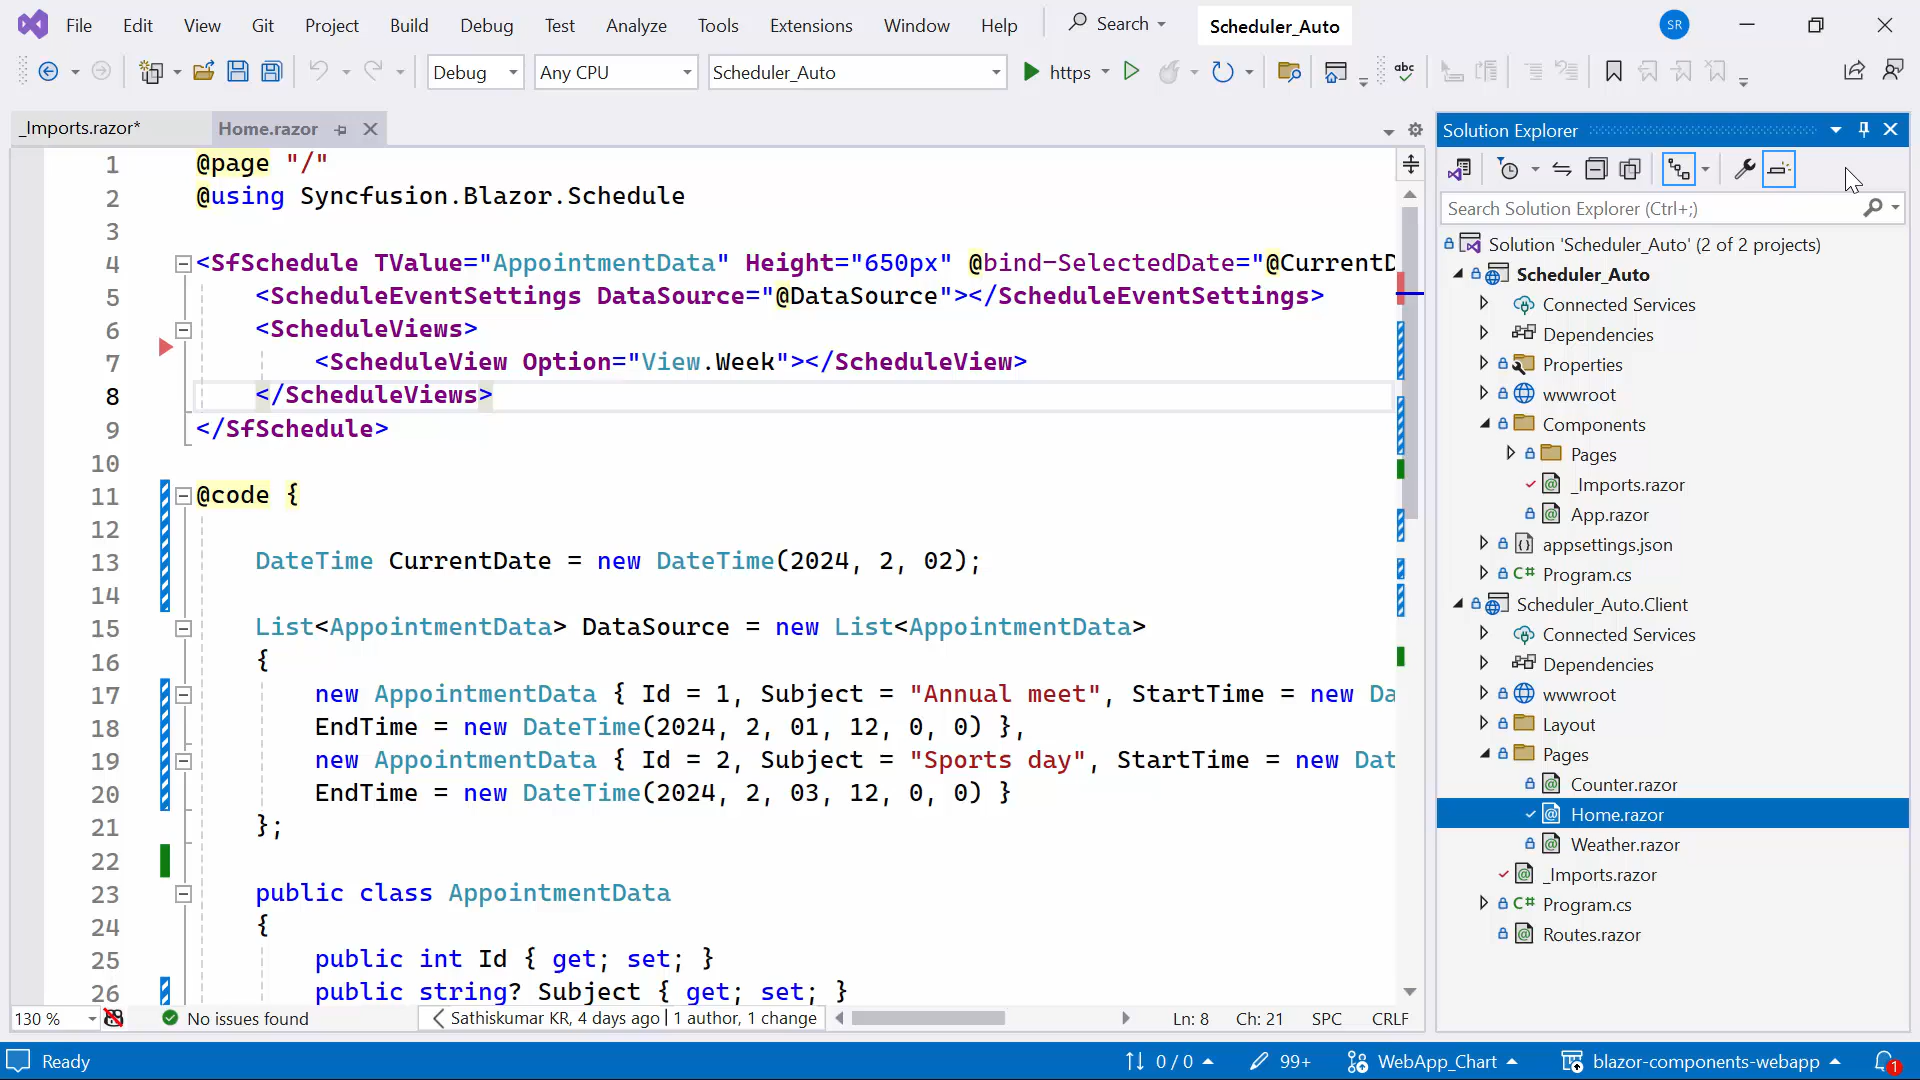 File Edit View Git Project Build Debug Test Analyze Tools Extensions Window Help Search Scheduler_Auto SR
Debug Any CPU Scheduler_Auto https abc
_Imports.razor* Home.razor
1 @page "/"
2 @using Syncfusion.Blazor.Schedule
3
4 <SfSchedule TValue="AppointmentData" Height="650px" @bind-SelectedDate="@CurrentD
5 <ScheduleEventSettings DataSource="@DataSource"></ScheduleEventSettings>
6 <ScheduleViews>
7 <ScheduleView Option="View.Week"></ScheduleView>
8 </ScheduleViews>
9 </SfSchedule>
10
11 @code {
12
13 DateTime CurrentDate = new DateTime(2024, 2, 02);
14
15 List<AppointmentData> DataSource = new List<AppointmentData>
16 {
17 new AppointmentData { Id = 1, Subject = "Annual meet", StartTime = new Da
18 EndTime = new DateTime(2024, 2, 01, 12, 0, 0) },
19 new AppointmentData { Id = 2, Subject = "Sports day", StartTime = new Dat
20 EndTime = new DateTime(2024, 2, 03, 12, 0, 0) }
21 };
22
23 public class AppointmentData
24 {
25 public int Id { get; set; }
26 public string? Subject { get; set; }
130 % No issues found Sathiskumar KR, 4 days ago | 1 author, 1 change Ln: 8 Ch: 21 SPC CRLF
Solution Explorer
Search Solution Explorer (Ctrl+;)
Solution 'Scheduler_Auto' (2 of 2 projects)
Scheduler_Auto
Connected Services
Dependencies
Properties
wwwroot
Components
Pages
_Imports.razor
App.razor
appsettings.json
C# Program.cs
Scheduler_Auto.Client
Connected Services
Dependencies
wwwroot
Layout
Pages
Counter.razor
Home.razor
Weather.razor
_Imports.razor
C# Program.cs
Routes.razor
Ready 0 / 0 99+ WebApp_Chart blazor-components-webapp 1